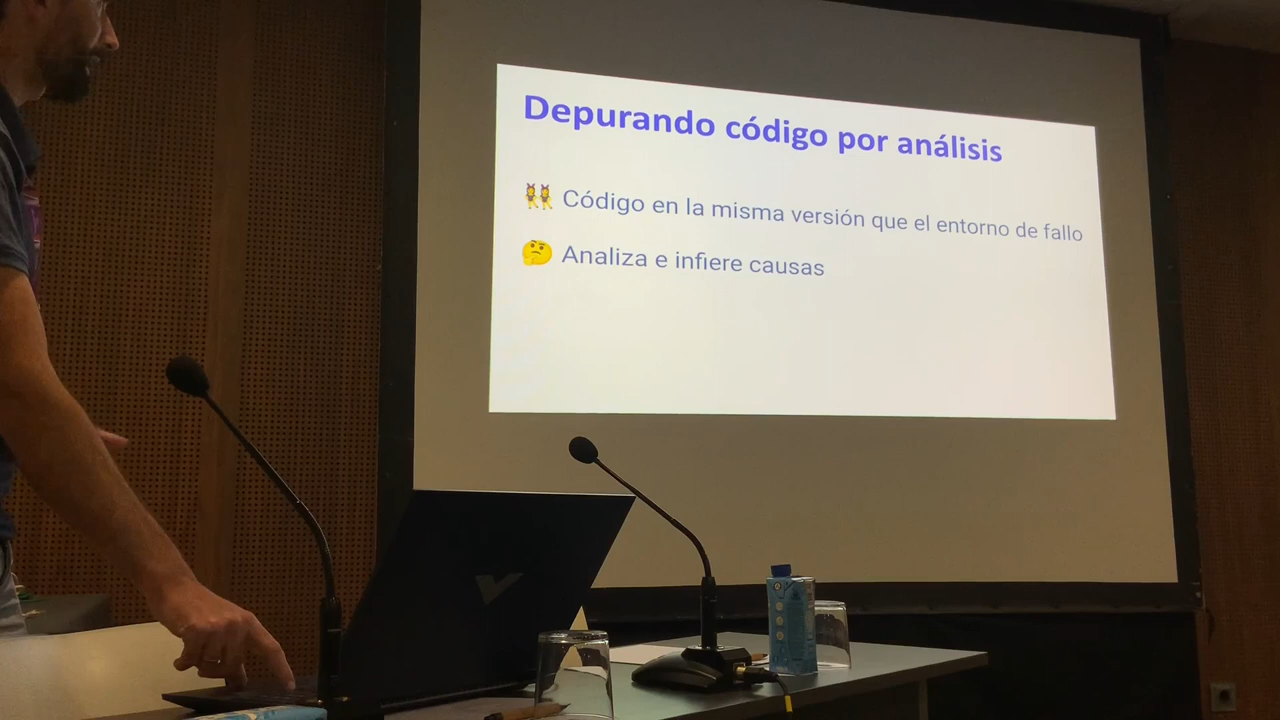 Depurando código por análisis
👯 Código en la misma versión que el entorno de fallo
🤔 Analiza e infiere causas